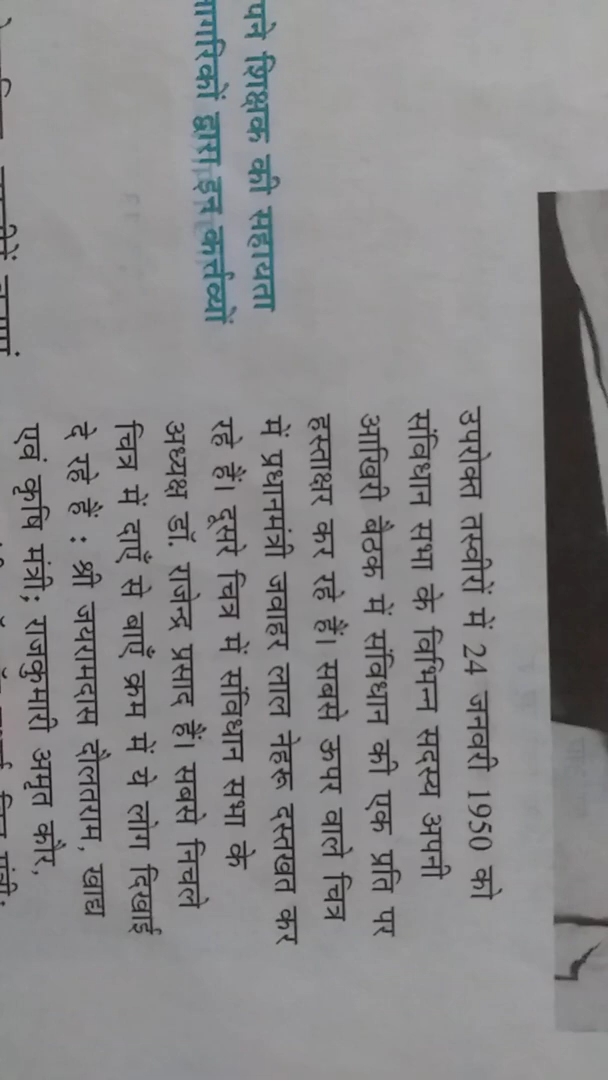 शिक्षक की सहायता
द्वारा इन कर्तव्यों
उपरोक्त तस्वीरों में 24 जनवरी 1950 को
संविधान सभा के विभिन्न सदस्य अपनी
आखिरी बैठक में संविधान की एक प्रति पर
हस्ताक्षर कर रहे हैं। सबसे ऊपर वाले चित्र
में प्रधानमंत्री जवाहर लाल नेहरू दस्तखत कर
रहे हैं। दूसरे चित्र में संविधान सभा के
अध्यक्ष डॉ. राजेन्द्र प्रसाद हैं। सबसे निचले
चित्र में दाएँ से बाएँ क्रम में ये लोग दिखाई
दे रहे हैं : श्री जयरामदास दौलतराम, खाद्य
एवं कृषि मंत्री; राजकुमारी अमृत कौर,